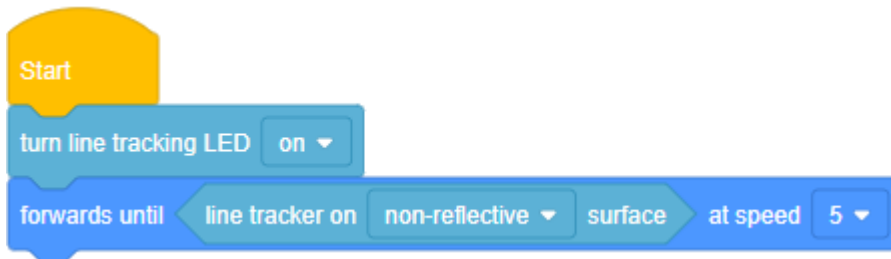 Start
turn line tracking LED on
forwards until line tracker on non-reflective surface at speed 5